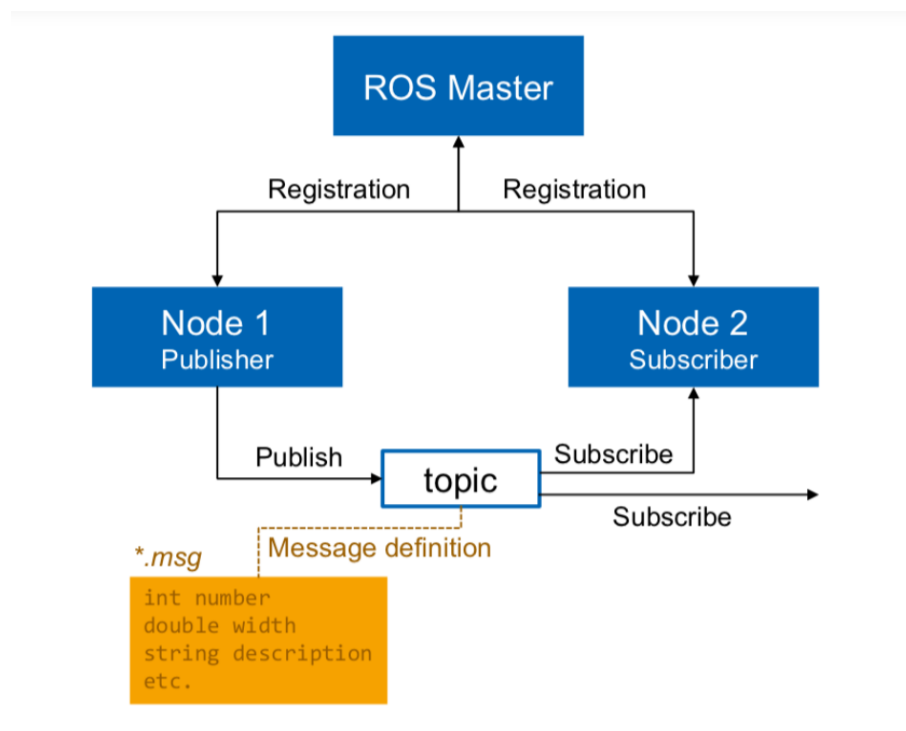 ROS Master
Registration
Registration
Node 1
Publisher
Node 2
Subscriber
Publish
topic
Subscribe
Subscribe
Message definition
*.msg
int number
double width
string description
etc.